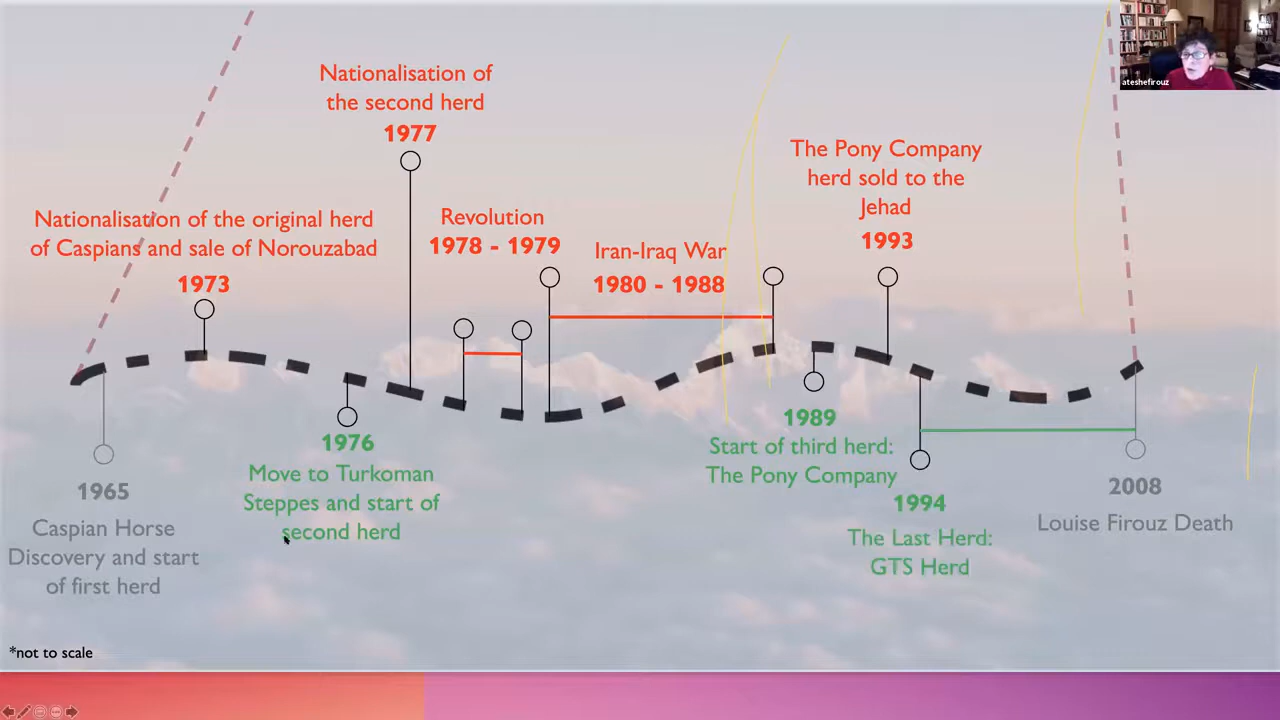 ateshefirouz
Nationalisation of
the second herd
1977
The Pony Company
herd sold to the
Jehad
1993
Nationalisation of the original herd
of Caspians and sale of Norouzabad
1973
Revolution
1978 - 1979
Iran-Iraq War
1980 - 1988
1965
Caspian Horse
Discovery and start
of first herd
1976
Move to Turkoman
Steppes and start of
second herd
1989
Start of third herd:
The Pony Company
1994
The Last Herd:
GTS Herd
2008
Louise Firouz Death
*not to scale